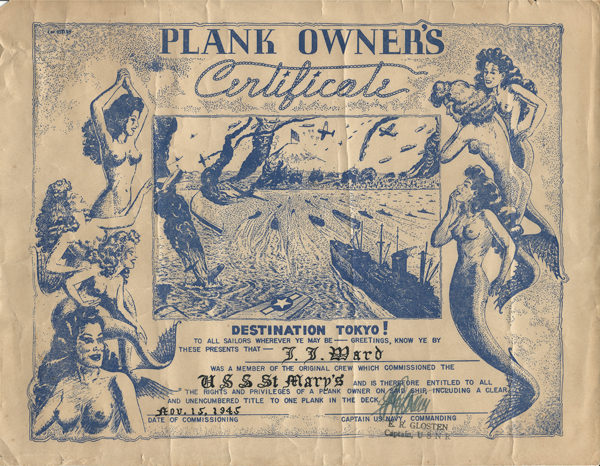 PLANK OWNER'S
Certificate
DESTINATION TOKYO!
TO ALL SAILORS WHEREVER YE MAY BE— GREETINGS, KNOW YE BY
THESE PRESENTS THAT— J. J. Ward
WAS A MEMBER OF THE ORIGINAL CREW WHICH COMMISSIONED THE
USS St Mary's AND IS THEREFORE ENTITLED TO ALL
THE RIGHTS AND PRIVILEGES OF A PLANK OWNER ON SAID SHIP, INCLUDING A CLEAR
AND UNENCUMBERED TITLE TO ONE PLANK IN THE DECK.
Nov. 15, 1945
DATE OF COMMISSIONING
CAPTAIN US NAVY, COMMANDING
E. R. GLOSTEN
Captain, U S N R